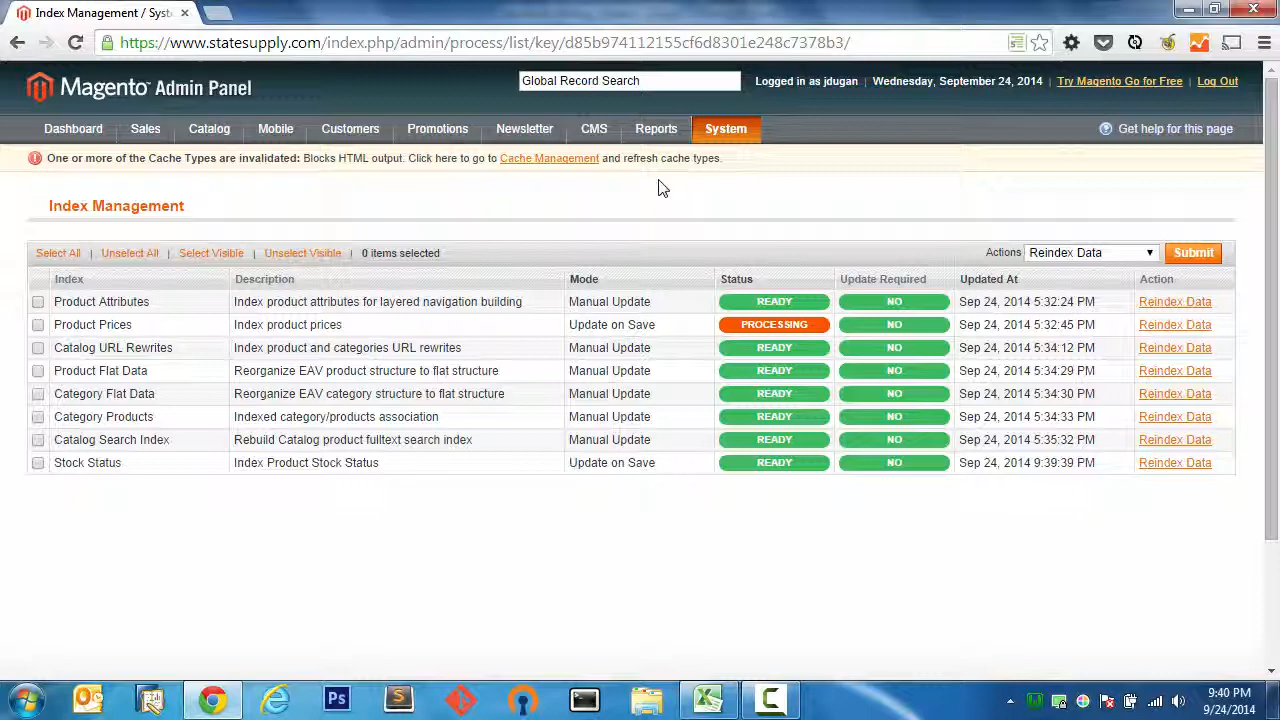 Index Management / Syst
https://www.statesupply.com/index.php/admin/process/list/key/d85b974112155cf6d8301e248c7378b3/
Magento Admin Panel
Global Record Search
Logged in as jdugan | Wednesday, September 24, 2014 | Try Magento Go for Free | Log Out
Dashboard Sales Catalog Mobile Customers Promotions Newsletter CMS Reports System Get help for this page
One or more of the Cache Types are invalidated: Blocks HTML output. Click here to go to Cache Management and refresh cache types.
Index Management
Select All | Unselect All | Select Visible | Unselect Visible | 0 items selected Actions Reindex Data Submit
Index Description Mode Status Update Required Updated At Action
Product Attributes Index product attributes for layered navigation building Manual Update READY NO Sep 24, 2014 5:32:24 PM Reindex Data
Product Prices Index product prices Update on Save PROCESSING NO Sep 24, 2014 5:32:45 PM Reindex Data
Catalog URL Rewrites Index product and categories URL rewrites Manual Update READY NO Sep 24, 2014 5:34:12 PM Reindex Data
Product Flat Data Reorganize EAV product structure to flat structure Manual Update READY NO Sep 24, 2014 5:34:29 PM Reindex Data
Category Flat Data Reorganize EAV category structure to flat structure Manual Update READY NO Sep 24, 2014 5:34:30 PM Reindex Data
Category Products Indexed category/products association Manual Update READY NO Sep 24, 2014 5:34:33 PM Reindex Data
Catalog Search Index Rebuild Catalog product fulltext search index Manual Update READY NO Sep 24, 2014 5:35:32 PM Reindex Data
Stock Status Index Product Stock Status Update on Save READY NO Sep 24, 2014 9:39:39 PM Reindex Data
Ps
9:40 PM
9/24/2014